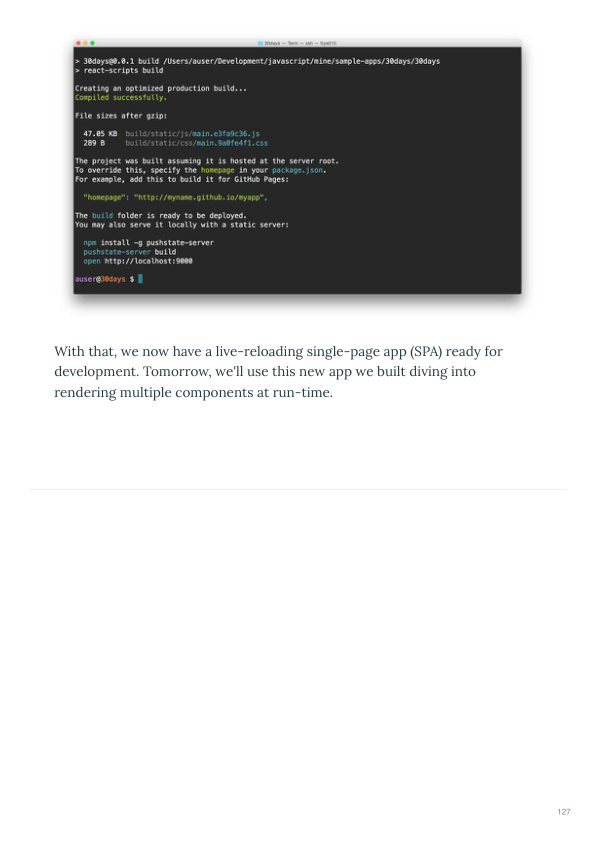 30days — Term — zsh — 91x610
> 30days@0.0.1 build /Users/auser/Development/javascript/mine/sample-apps/30days/30days
> react-scripts build
Creating an optimized production build...
Compiled successfully.
File sizes after gzip:
47.05 KB build/static/js/main.e3fa9c36.js
289 B build/static/css/main.9a0fe4f1.css
The project was built assuming it is hosted at the server root.
To override this, specify the homepage in your package.json.
For example, add this to build it for GitHub Pages:
"homepage": "http://myname.github.io/myapp",
The build folder is ready to be deployed.
You may also serve it locally with a static server:
npm install -g pushstate-server
pushstate-server build
open http://localhost:9000
auser@30days $
With that, we now have a live-reloading single-page app (SPA) ready for
development. Tomorrow, we'll use this new app we built diving into
rendering multiple components at run-time.
127